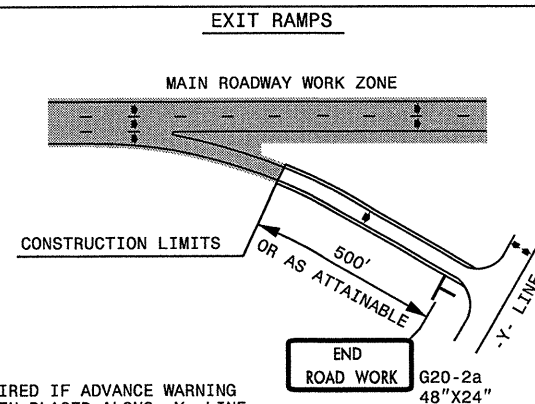 EXIT RAMPS
MAIN ROADWAY WORK ZONE
CONSTRUCTION LIMITS
500'
OR AS ATTAINABLE
-Y- LINE
END
ROAD WORK
G20-2a
48"X24"
IRED IF ADVANCE WARNING